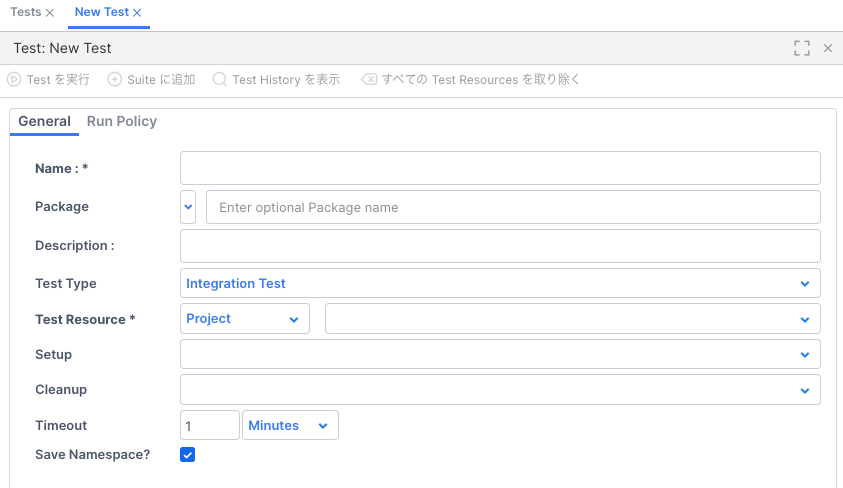 Tests
New Test
Test: New Test
Test を実行
Suite に追加
Test History を表示
すべての Test Resources を取り除く
General
Run Policy
Name : *
Package
Enter optional Package name
Description :
Test Type
Integration Test
Test Resource *
Project
Setup
Cleanup
Timeout
1
Minutes
Save Namespace?